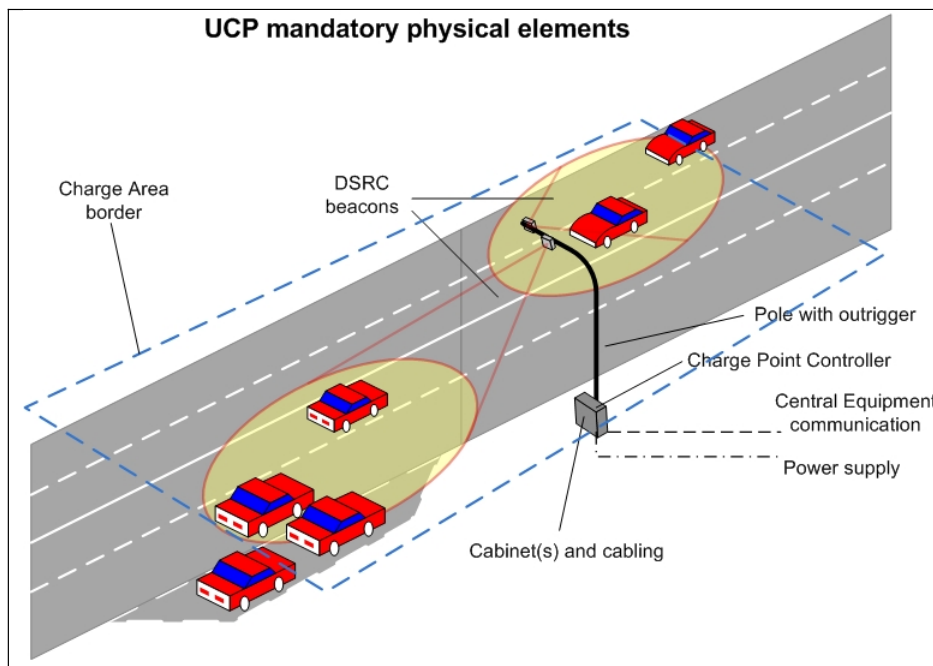 UCP mandatory physical elements
Charge Area
border
DSRC
beacons
Pole with outrigger
Charge Point Controller
Central Equipment
communication
Power supply
Cabinet(s) and cabling